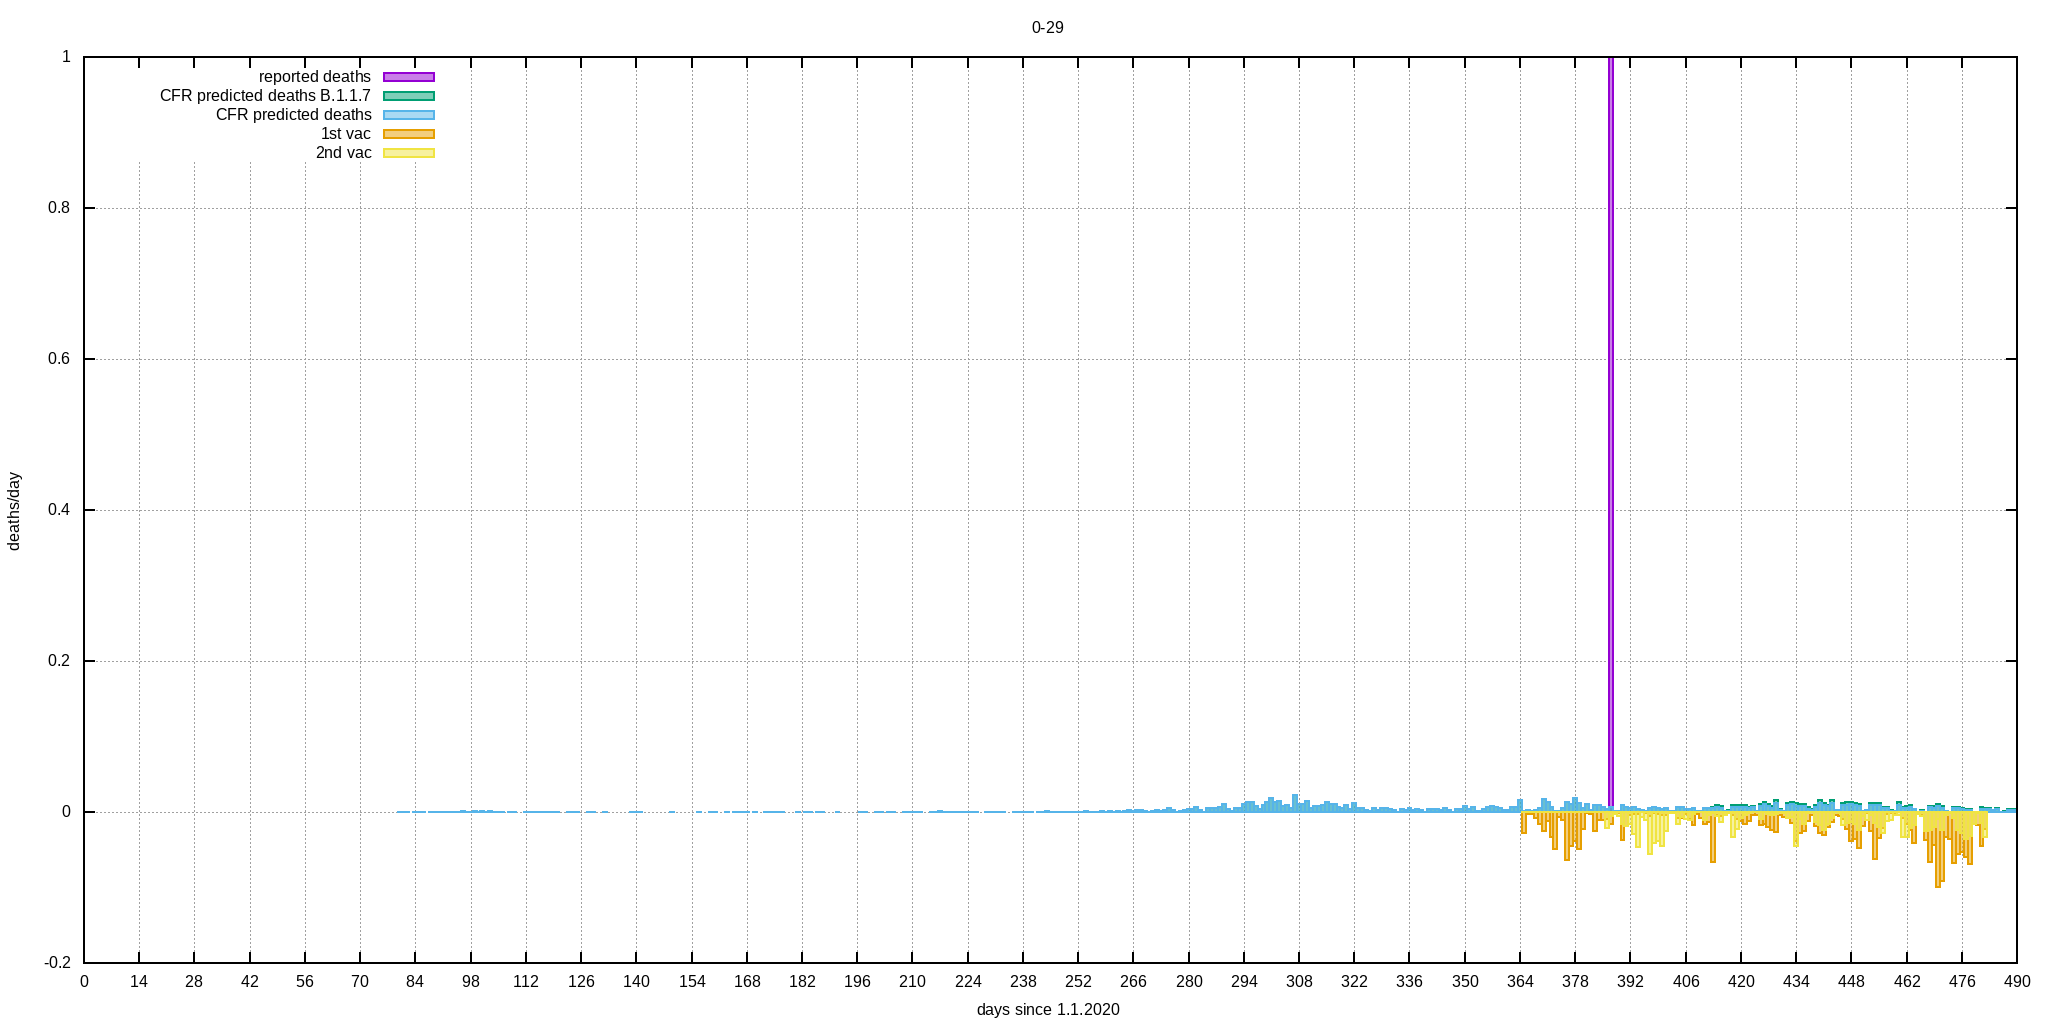 0-29
1
reported deaths
CFR predicted deaths B.1.1.7
CFR predicted deaths
1st vac
2nd vac
0.8
0.6
0.4
deaths/day
0.2
0
-0.2
0 14 28 42 56 70 84 98 112 126 140 154 168 182 196 210 224 238 252 266 280 294 308 322 336 350 364 378 392 406 420 434 448 462 476 490
days since 1.1.2020